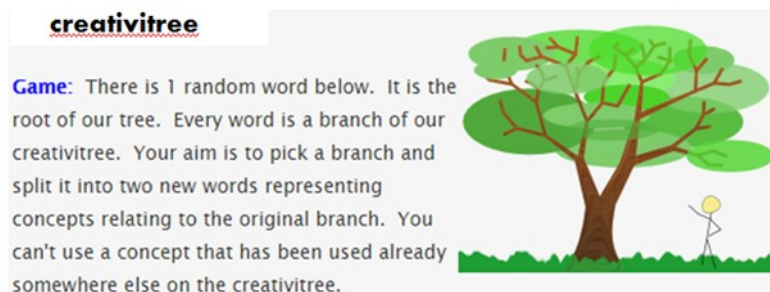 creativitree
Game: There is 1 random word below. It is the
root of our tree. Every word is a branch of our
creativitree. Your aim is to pick a branch and
split it into two new words representing
concepts relating to the original branch. You
can't use a concept that has been used already
somewhere else on the creativitree.